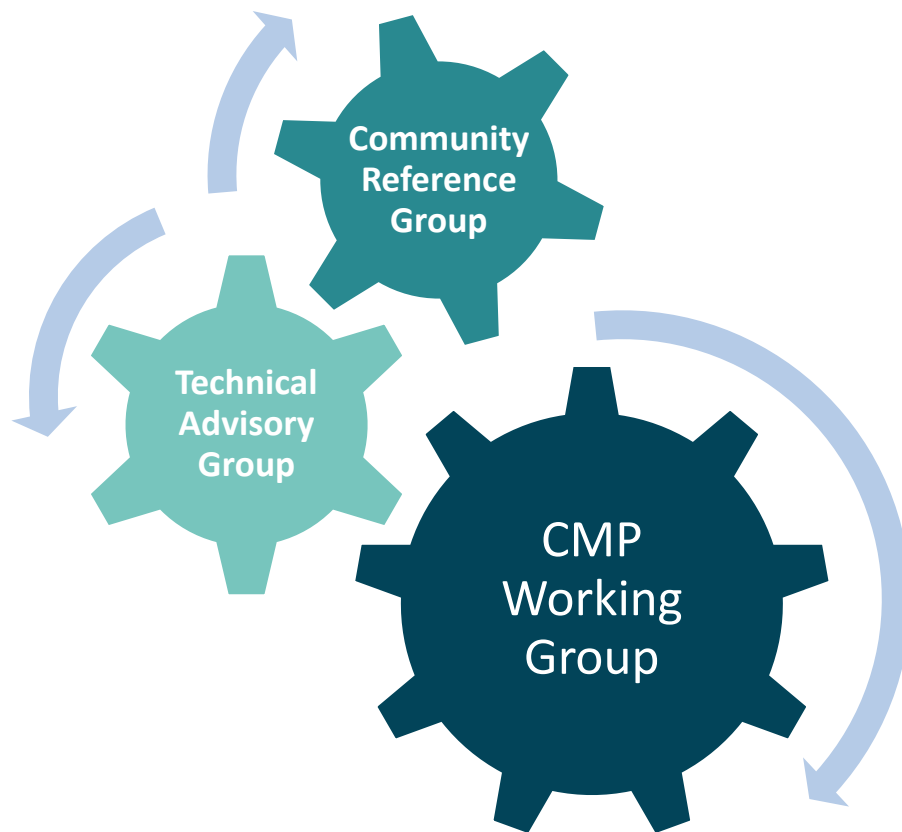 Community
Reference
Group
Technical
Advisory
Group
CMP
Working
Group